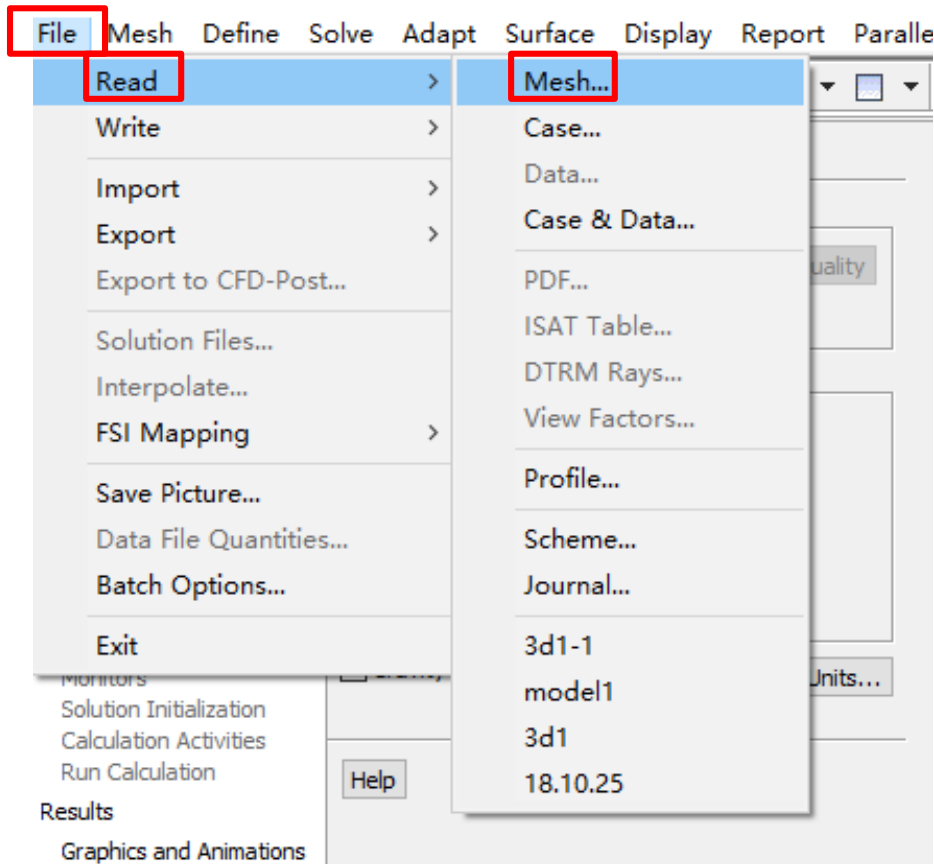 File Mesh Define Solve Adapt Surface Display Report Paralle
Read
Write
Import
Export
Export to CFD-Post...
Solution Files...
Interpolate...
FSI Mapping
Save Picture...
Data File Quantities...
Batch Options...
Exit
Mesh...
Case...
Data...
Case & Data...
PDF...
ISAT Table...
DTRM Rays...
View Factors...
Profile...
Scheme...
Journal...
3d1-1
model1
3d1
18.10.25
uality
Units...
Monitors
Solution Initialization
Calculation Activities
Run Calculation
Results
Graphics and Animations
Help